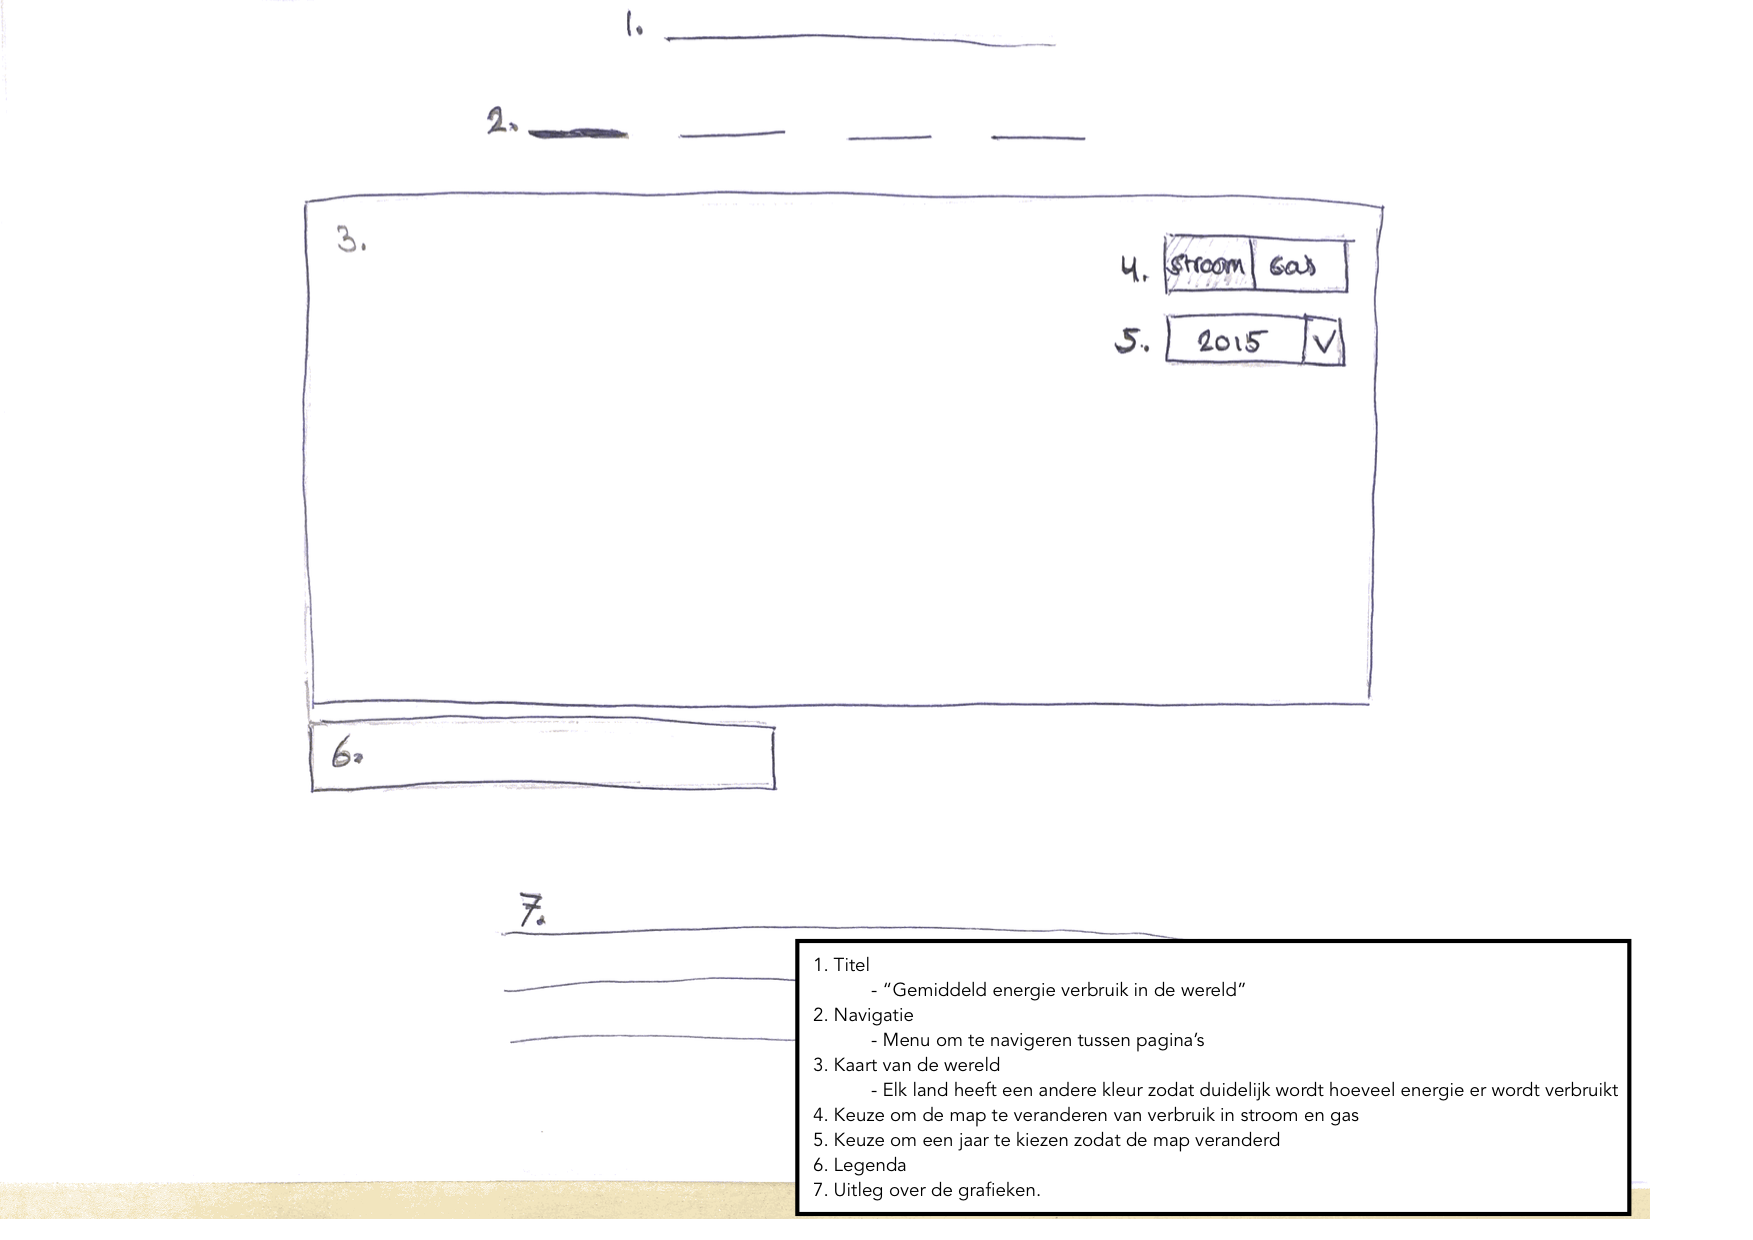 1.
2.
3.
4. Stroom Gas
5. 2015
6.
7.
1. Titel
- “Gemiddeld energie verbruik in de wereld”
2. Navigatie
- Menu om te navigeren tussen pagina’s
3. Kaart van de wereld
- Elk land heeft een andere kleur zodat duidelijk wordt hoeveel energie er wordt verbruikt
4. Keuze om de map te veranderen van verbruik in stroom en gas
5. Keuze om een jaar te kiezen zodat de map veranderd
6. Legenda
7. Uitleg over de grafieken.